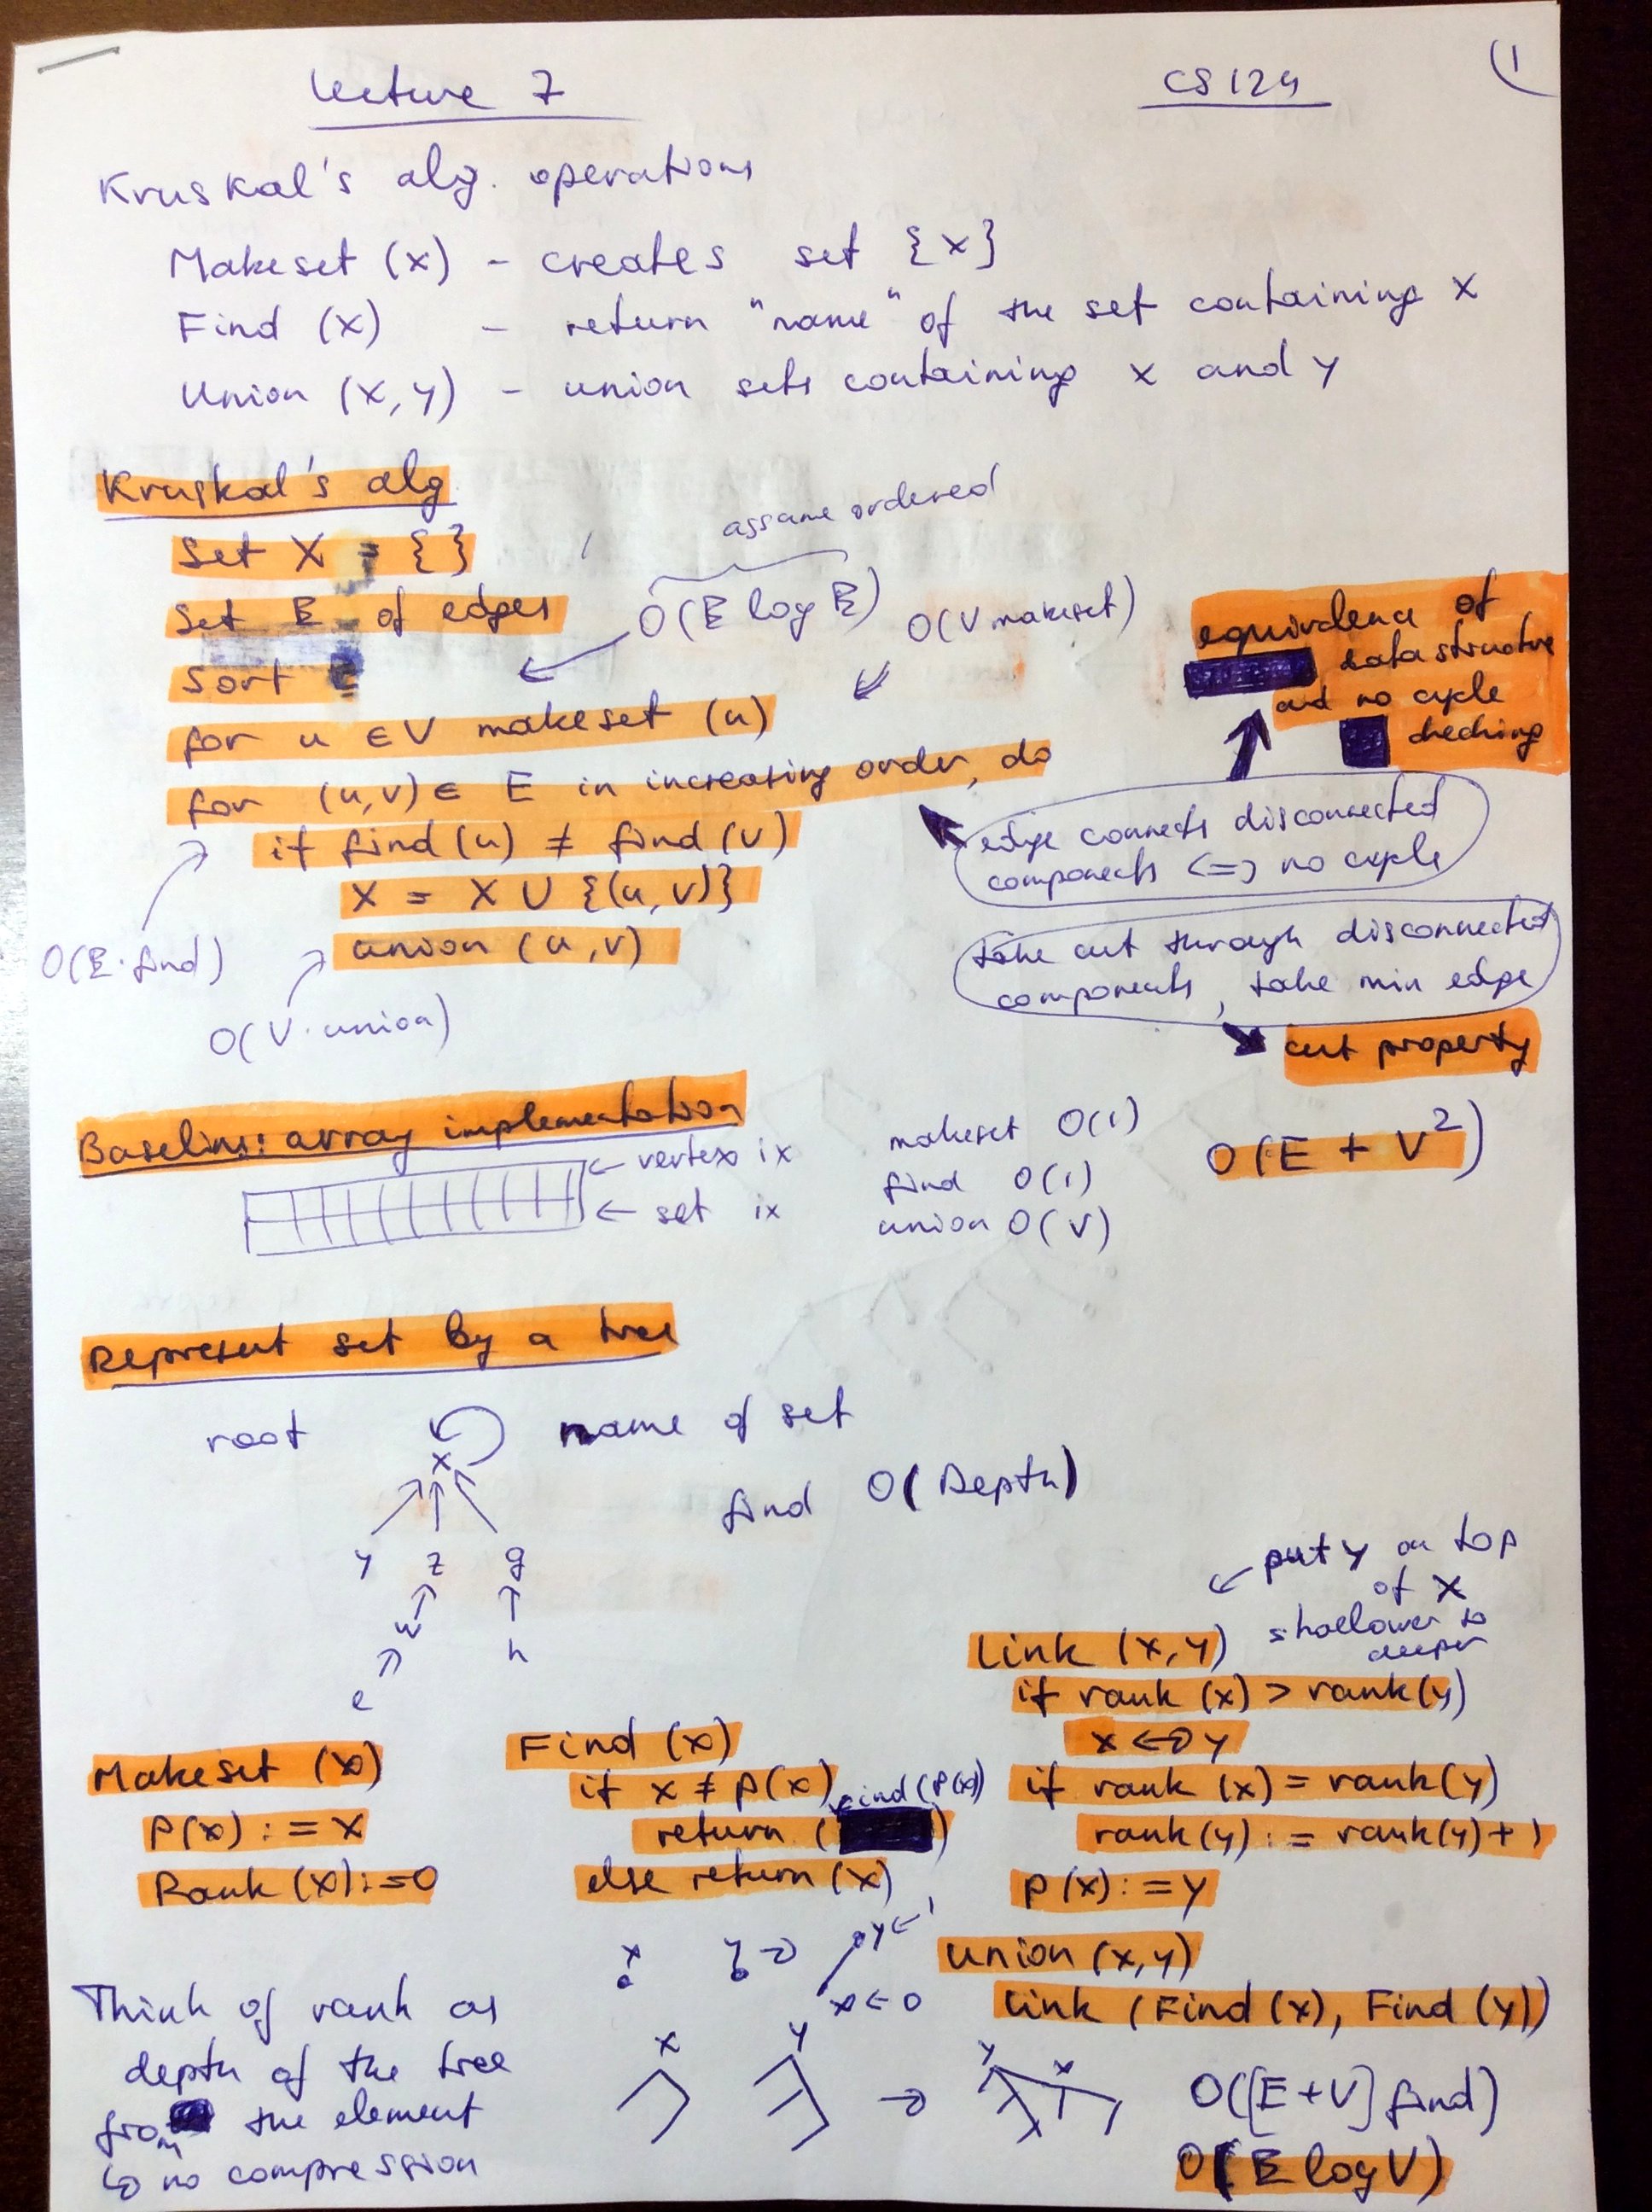 Lecture 7
CS 124
1
Kruskal's alg. operations
Makeset (x) - creates set {x}
Find (x) - return "name" of the set containing x
Union (x, y) - union sets containing x and y
Kruskal's alg
Set X = { }
Set E of edges
Sort E
for u ∈ V makeset (u)
for (u,v) ∈ E in increasing order, do
if find (u) ≠ find (v)
X = X ∪ {(u, v)}
union (u, v)
assume ordered
O(E log E)
O(V makeset)
O(E·find)
O(V·union)
equivalence of
data structure
and no cycle
checking
edge connects disconnected
components <=> no cycle
take cut through disconnected
components, take min edge
cut property
Baseline: array implementation
← vertex ix
← set ix
makeset O(1)
find O(1)
union O(V)
O(E + V²)
Represent set by a tree
root
name of set
x
find O(Depth)
y z g
w h
e
put y on top
of x
shallower to
deeper
Link (x, y)
if rank (x) > rank(y)
x <-> y
if rank (x) = rank(y)
rank(y) := rank(y) + 1
p(x) := y
Union (x, y)
Link (Find (x), Find (y))
Makeset (x)
P(x) := x
Rank (x) := 0
Find (x)
if x ≠ p(x)
find (P(x))
return ( )
else return (x)
x y → y ← 1
x ← 0
x y → y x
Think of rank as
depth of the tree
from the element
↳ no compression
O([E + V] find)
O(E log V)